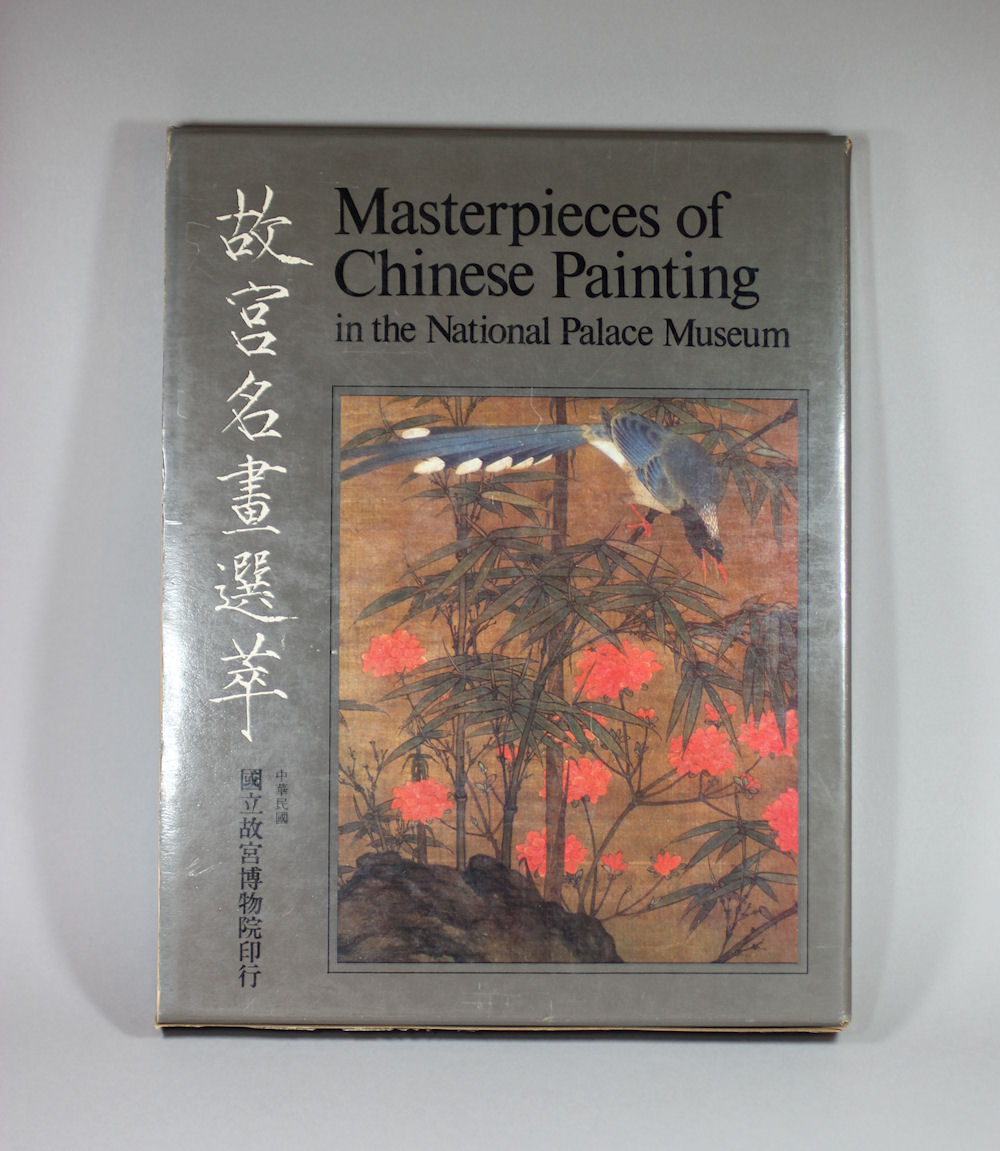 故宮名畫選萃
中華民國
國立故宮博物院印行
Masterpieces of
Chinese Painting
in the National Palace Museum